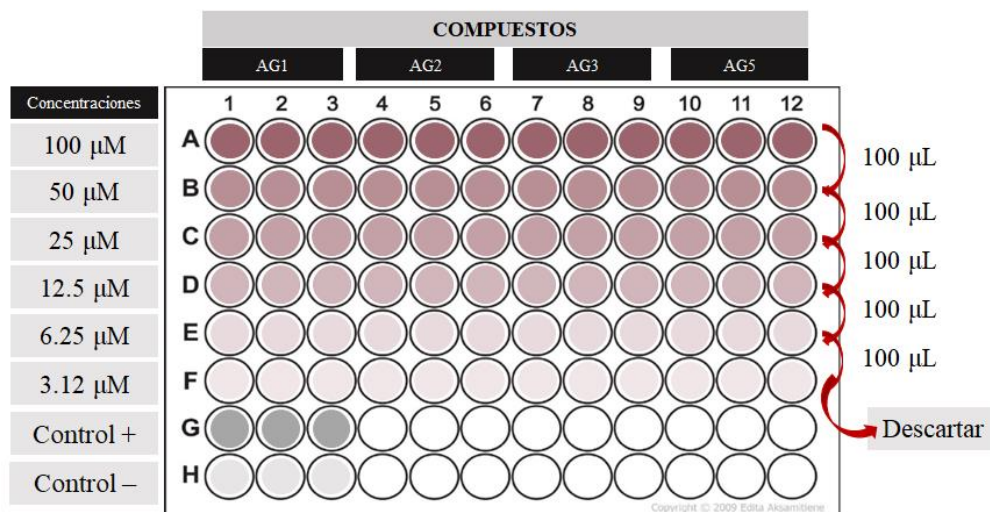 COMPUESTOS
AG1 AG2 AG3 AG5
Concentraciones
1 2 3 4 5 6 7 8 9 10 11 12
100 μM
A
50 μM
B
25 μM
C
12.5 μM
D
6.25 μM
E
3.12 μM
F
Control +
G
Control –
H
100 μL
100 μL
100 μL
100 μL
100 μL
Descartar
Copyright © 2009 Edita Aksamitiene